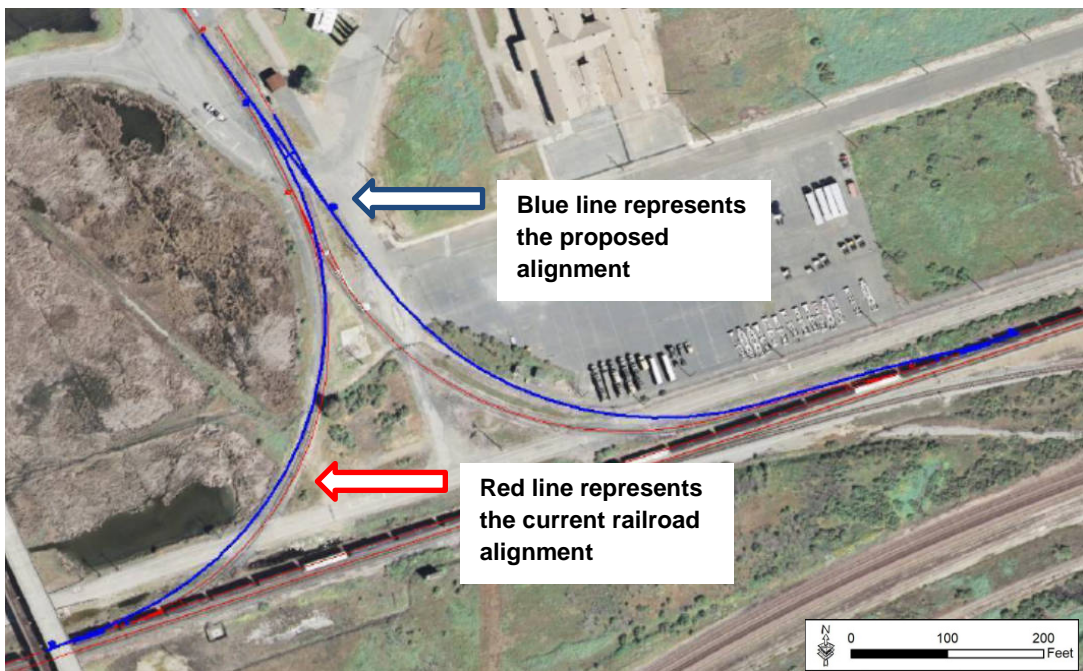 Blue line represents
the proposed
alignment
Red line represents
the current railroad
alignment
N
0 100 200
Feet